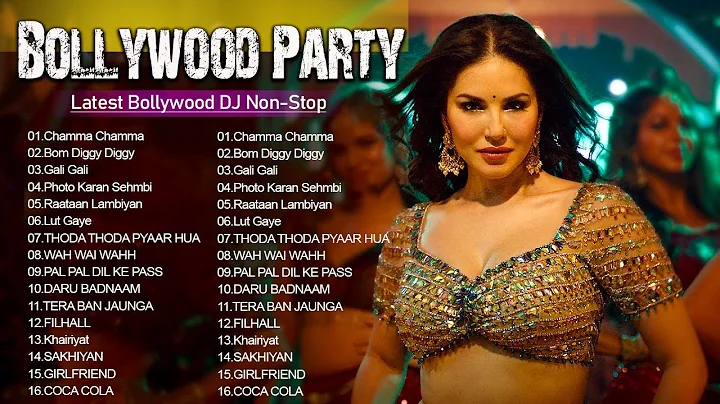 BOLLYWOOD PARTY
Latest Bollywood DJ Non-Stop
01.Chamma Chamma
02.Bom Diggy Diggy
03.Gali Gali
04.Photo Karan Sehmbi
05.Raataan Lambiyan
06.Lut Gaye
07.THODA THODA PYAAR HUA
08.WAH WAI WAHH
09.PAL PAL DIL KE PASS
10.DARU BADNAAM
11.TERA BAN JAUNGA
12.FILHALL
13.Khairiyat
14.SAKHIYAN
15.GIRLFRIEND
16.COCA COLA
01.Chamma Chamma
02.Bom Diggy Diggy
03.Gali Gali
04.Photo Karan Sehmbi
05.Raataan Lambiyan
06.Lut Gaye
07.THODA THODA PYAAR HUA
08.WAH WAI WAHH
09.PAL PAL DIL KE PASS
10.DARU BADNAAM
11.TERA BAN JAUNGA
12.FILHALL
13.Khairiyat
14.SAKHIYAN
15.GIRLFRIEND
16.COCA COLA